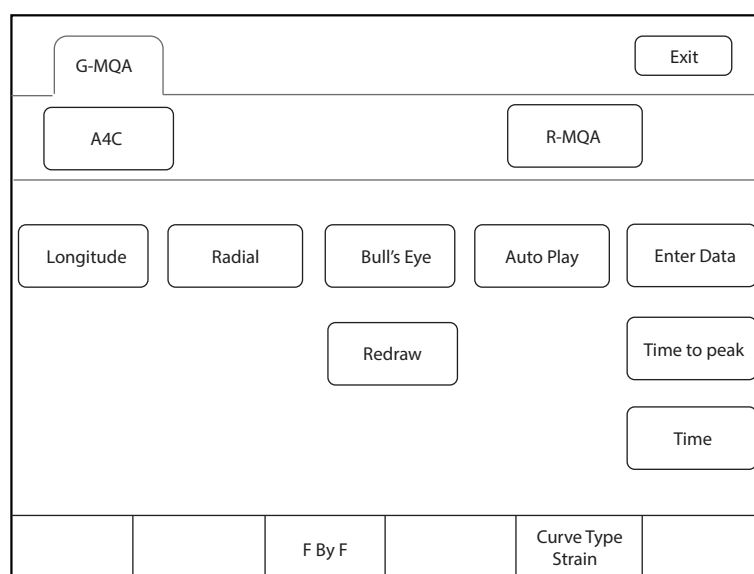 G-MQA
Exit
A4C
R-MQA
Longitude
Radial
Bull's Eye
Auto Play
Enter Data
Redraw
Time to peak
Time
F By F
Curve Type
Strain